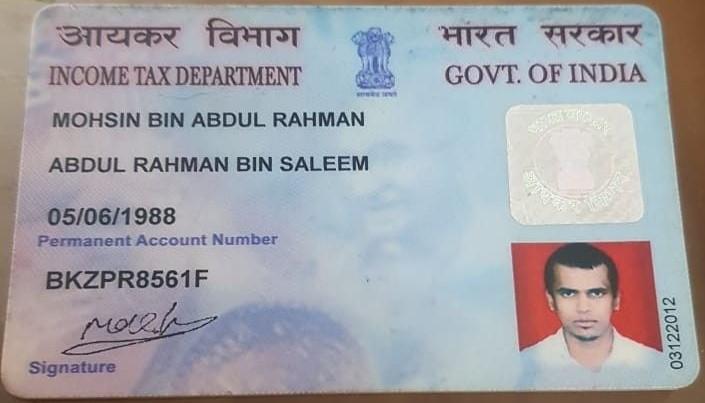 आयकर विभाग
भारत सरकार
INCOME TAX DEPARTMENT
GOVT. OF INDIA
सत्यमेव जयते
MOHSIN BIN ABDUL RAHMAN
ABDUL RAHMAN BIN SALEEM
05/06/1988
Permanent Account Number
BKZPR8561F
Signature
03122012